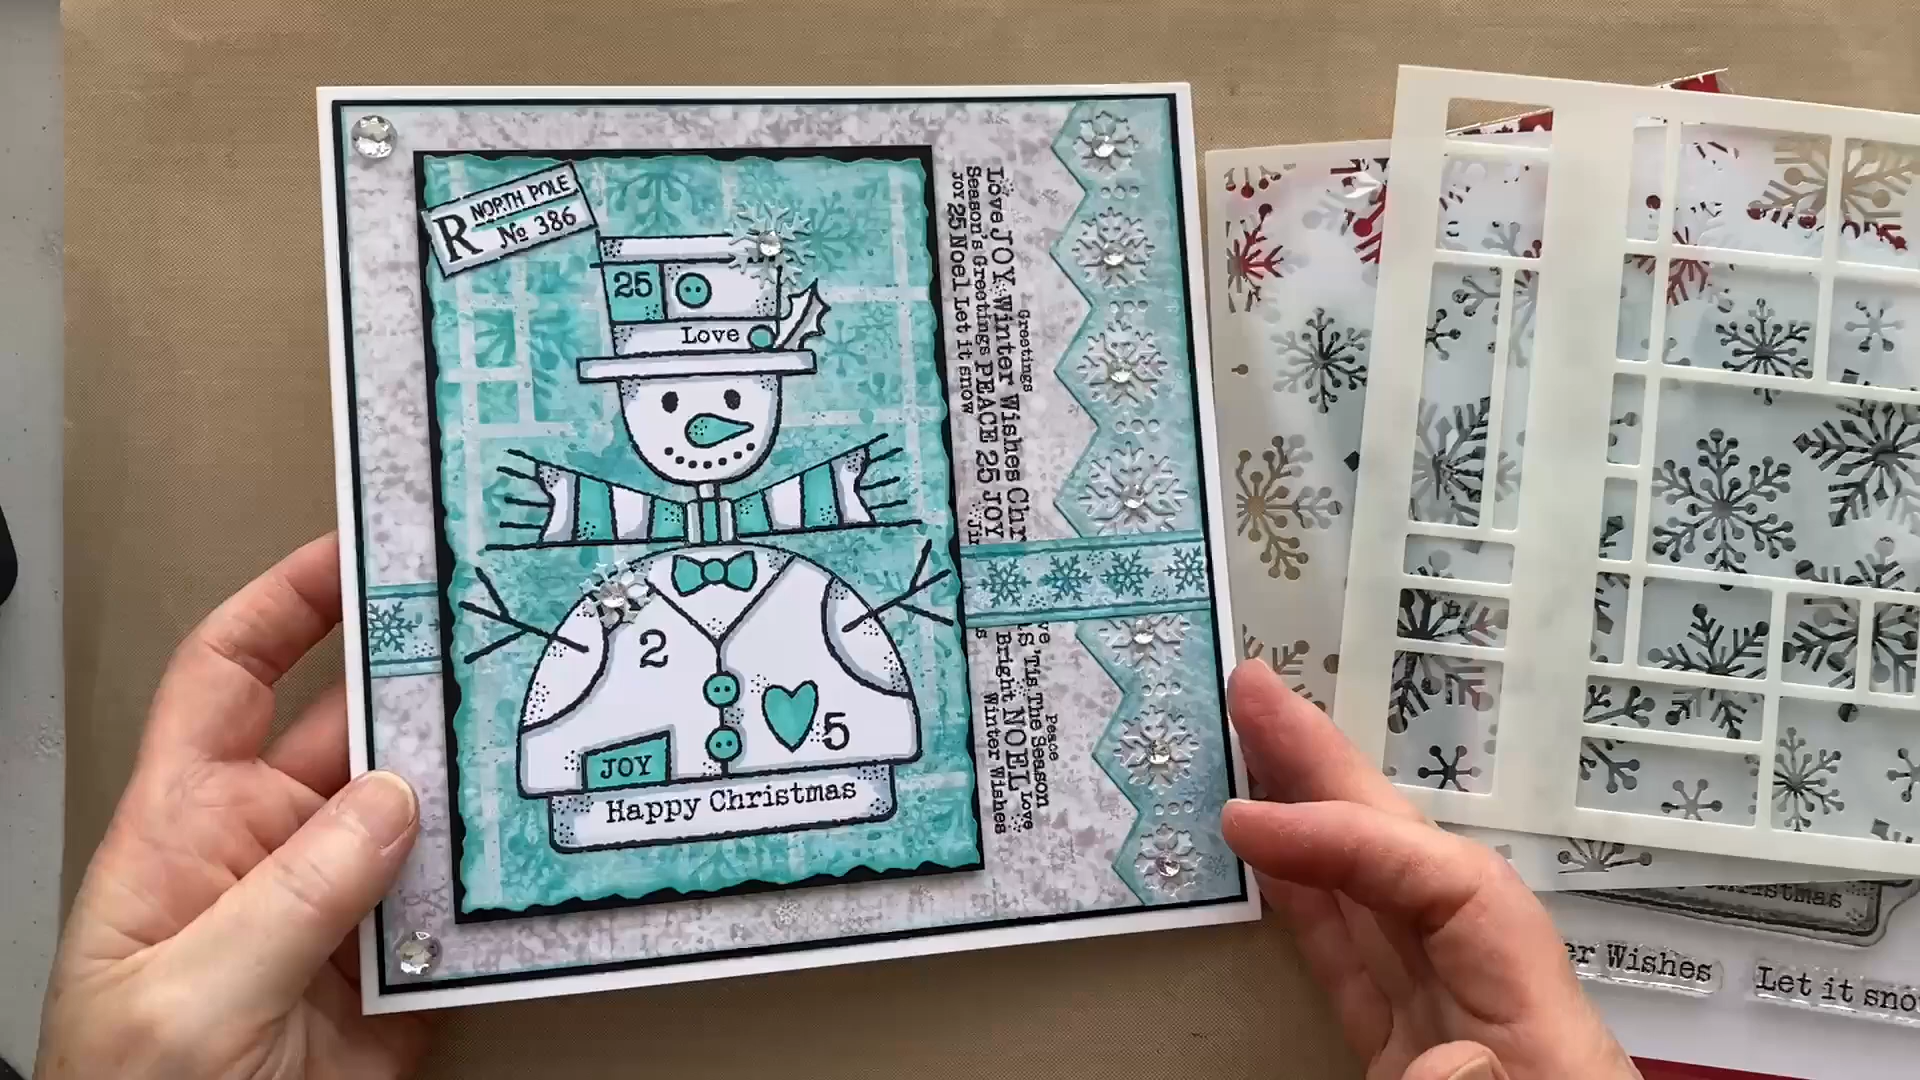 NORTH POLE
R No 386
25
Love
2
5
JOY
Happy Christmas
Greetings
Love JOY Winter Wishes Chr
Season's Greetings PEACE 25 JOY
JOY 25 Noel Let it snow
Peace
'Tis The Season Love
Bright NOEL
Winter Wishes
Christmas
er Wishes
Let it sno